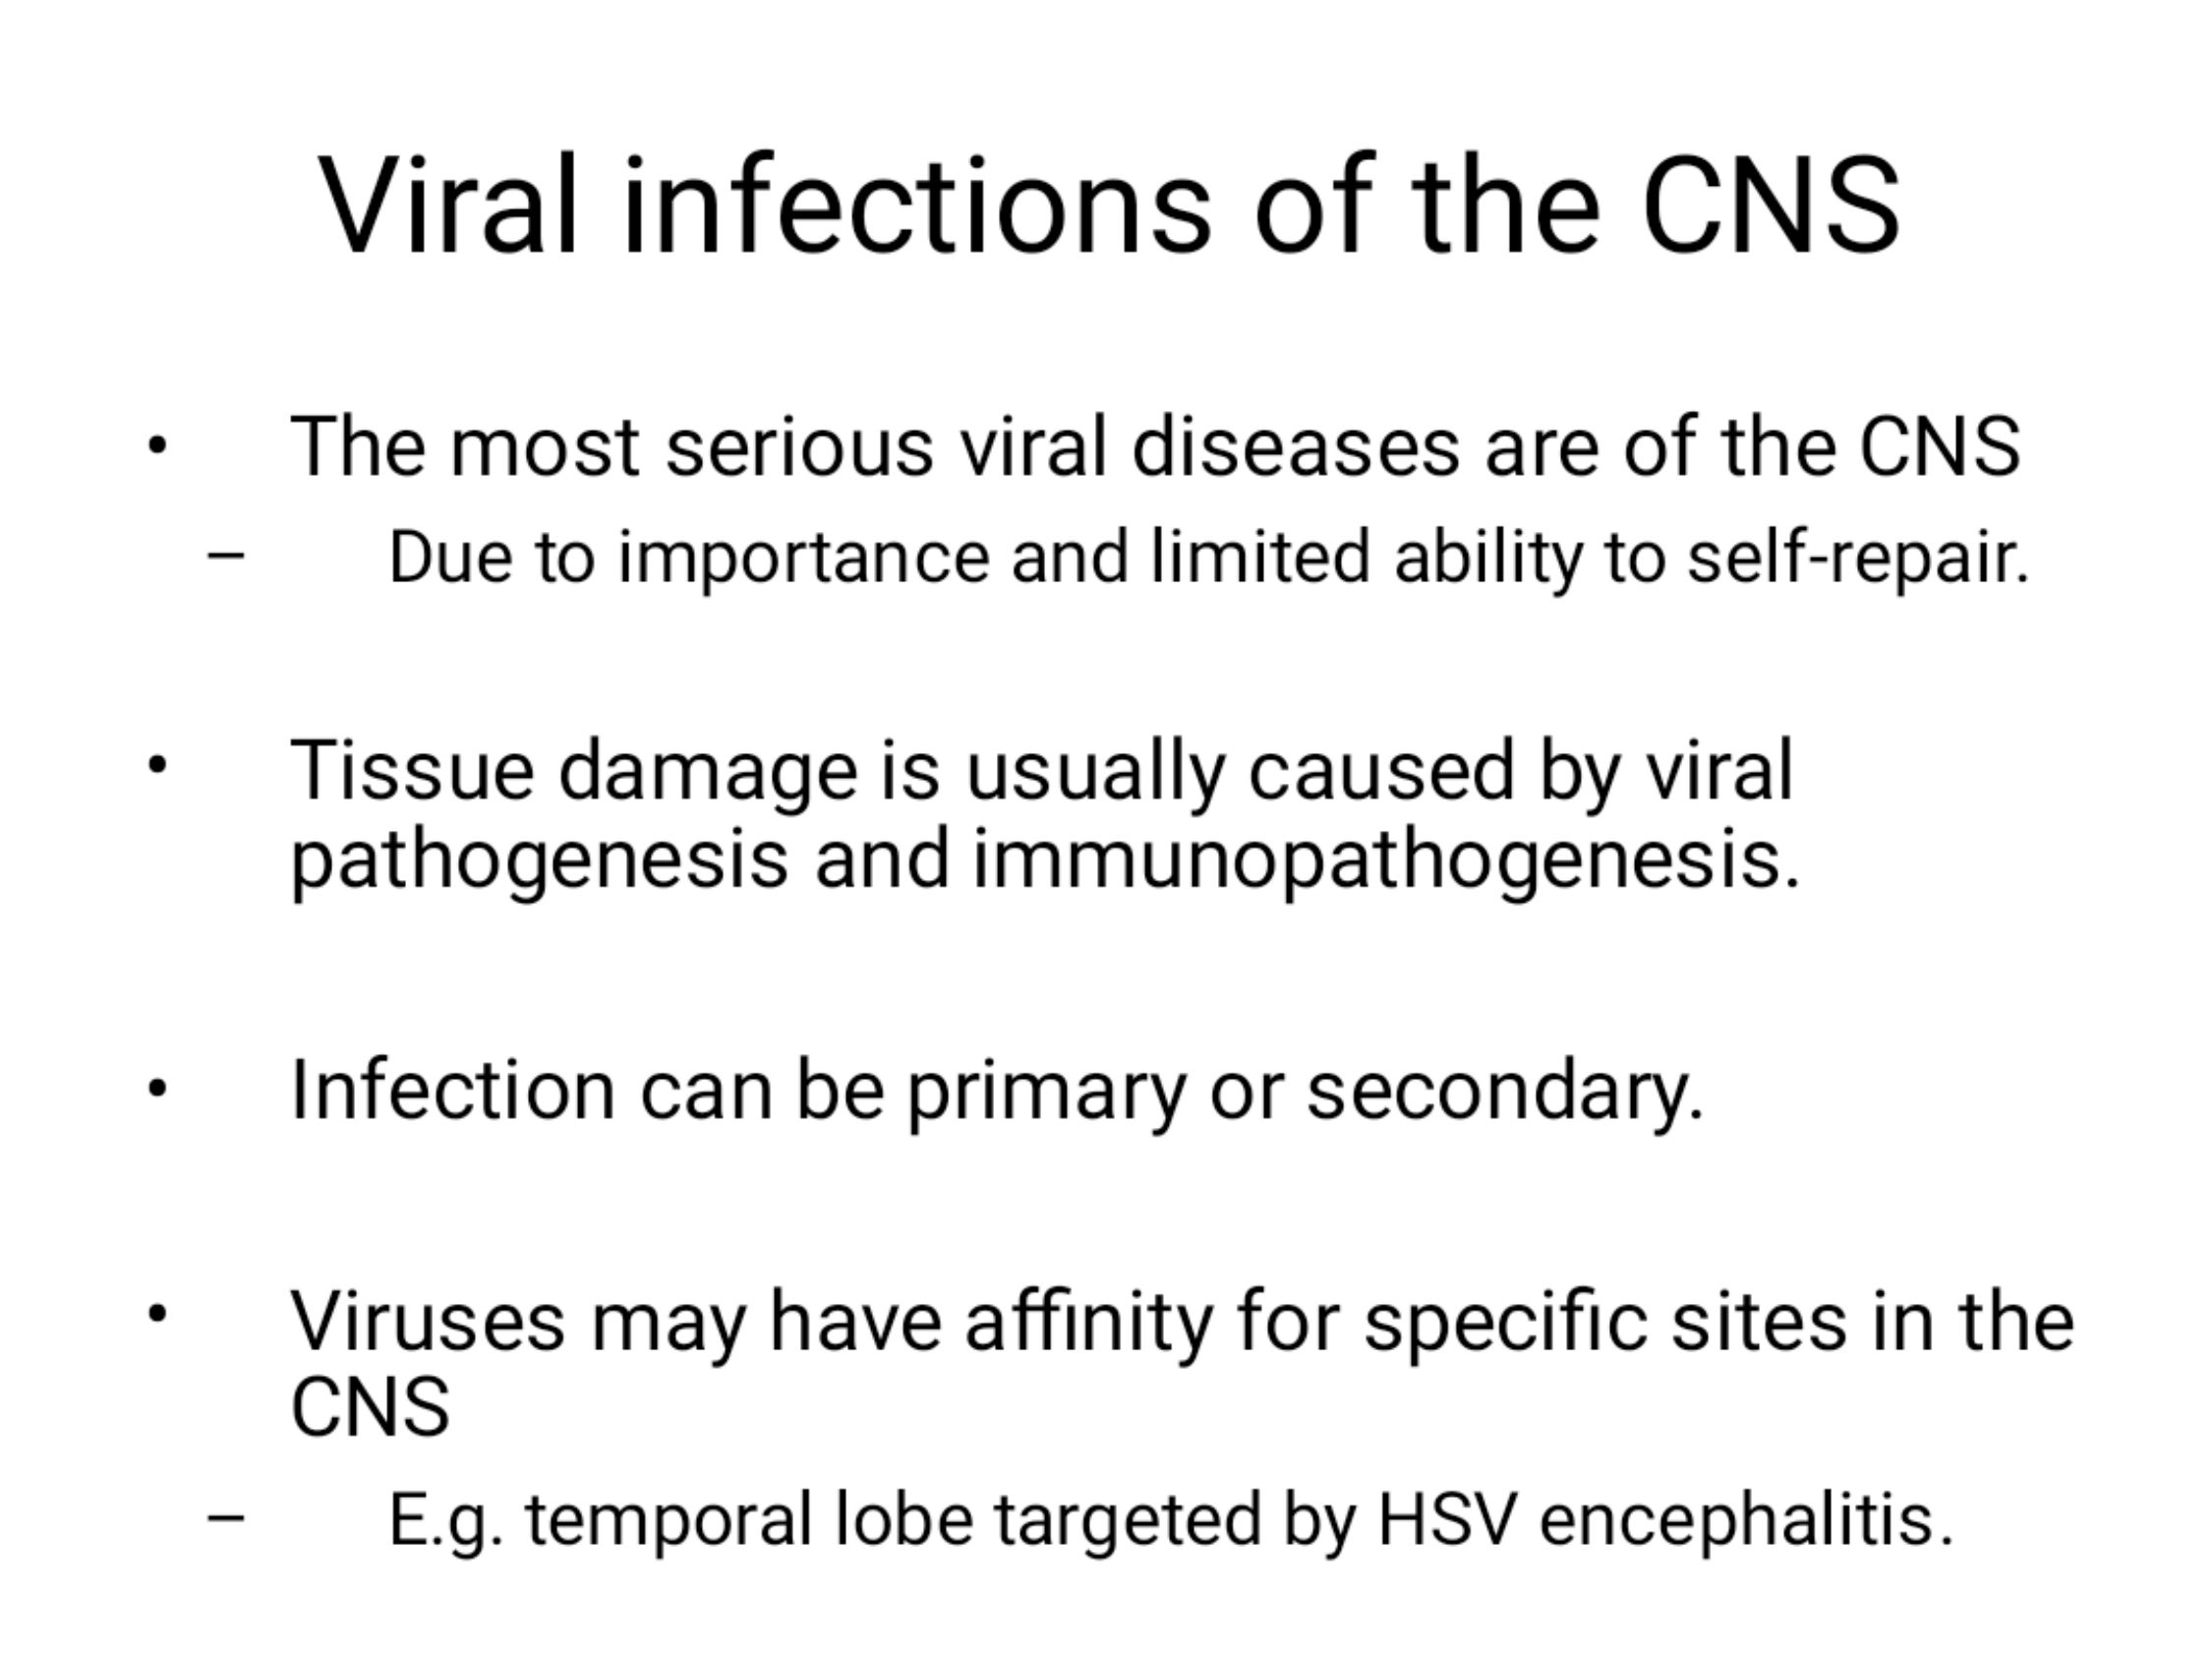 Viral infections of the CNS
• The most serious viral diseases are of the CNS
– Due to importance and limited ability to self-repair.
• Tissue damage is usually caused by viral
pathogenesis and immunopathogenesis.
• Infection can be primary or secondary.
• Viruses may have affinity for specific sites in the
CNS
– E.g. temporal lobe targeted by HSV encephalitis.